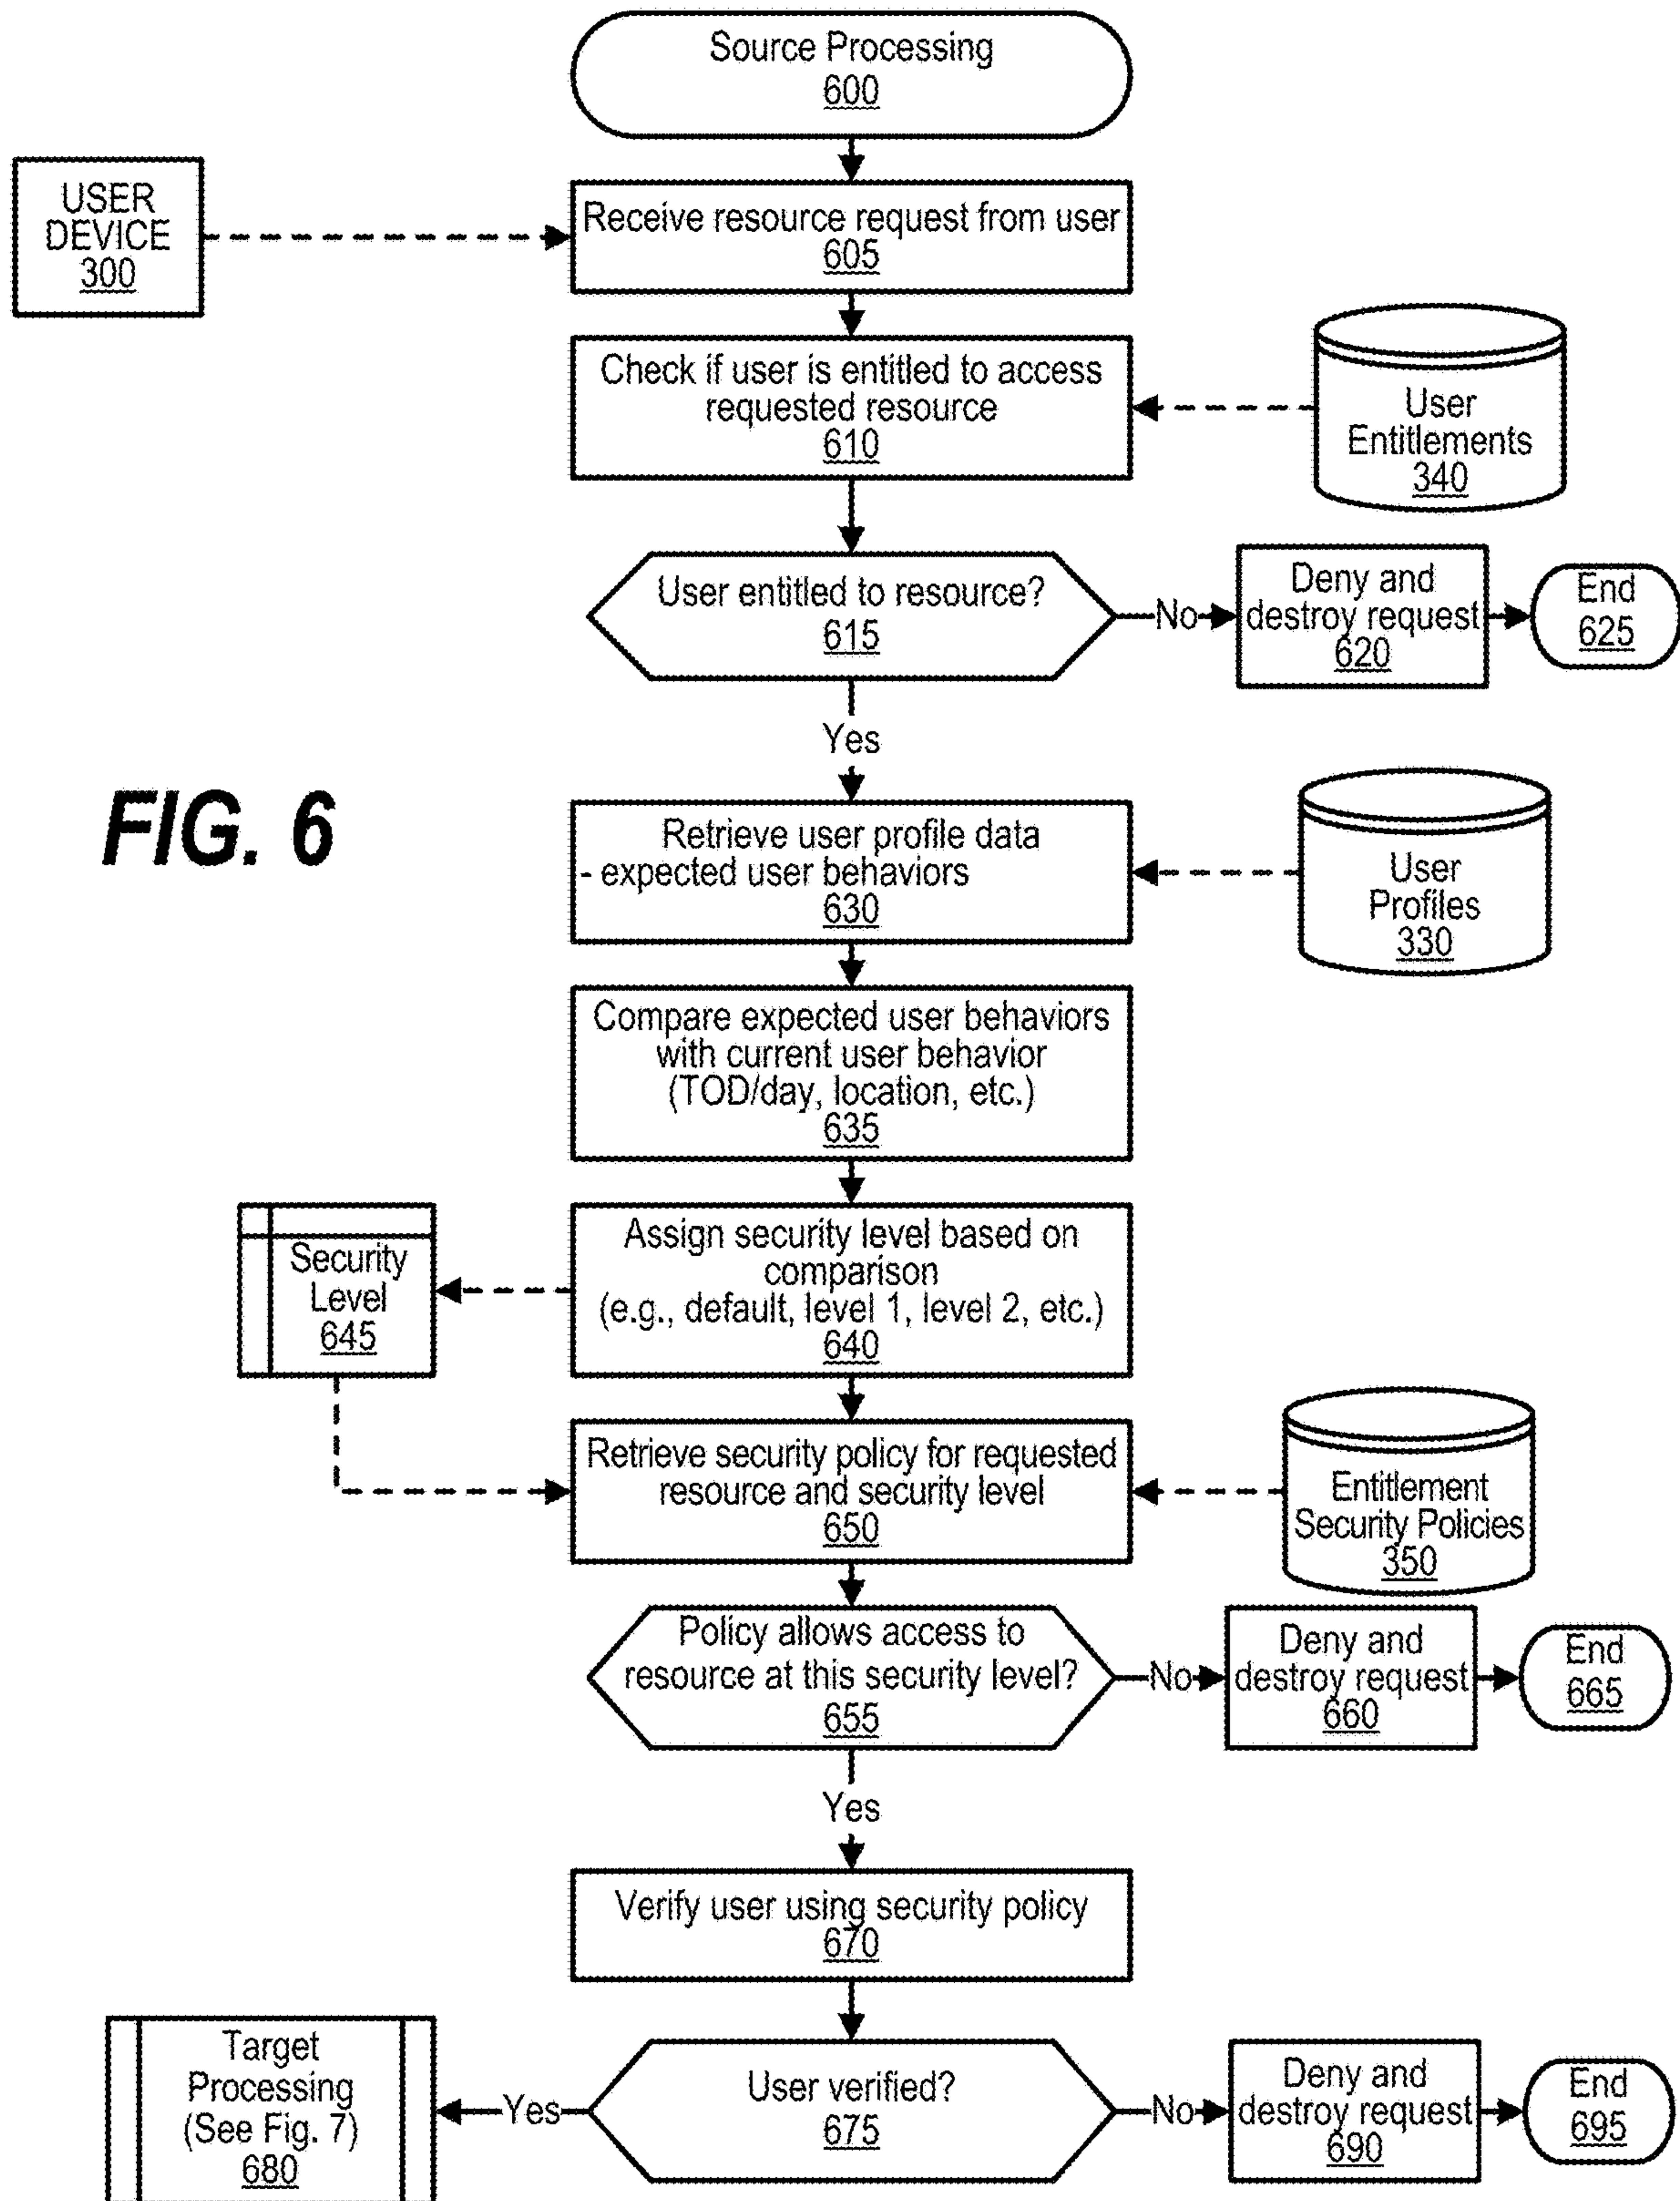 Source Processing
600
USER
DEVICE
300
Receive resource request from user
605
Check if user is entitled to access
requested resource
610
User
Entitlements
340
User entitled to resource?
615
No
Deny and
destroy request
620
End
625
Yes
FIG. 6
Retrieve user profile data
- expected user behaviors
630
User
Profiles
330
Compare expected user behaviors
with current user behavior
(TOD/day, location, etc.)
635
Assign security level based on
comparison
(e.g., default, level 1, level 2, etc.)
640
Security
Level
645
Retrieve security policy for requested
resource and security level
650
Entitlement
Security Policies
350
Policy allows access to
resource at this security level?
655
No
Deny and
destroy request
660
End
665
Yes
Verify user using security policy
670
Target
Processing
(See Fig. 7)
680
Yes
User verified?
675
No
Deny and
destroy request
690
End
695